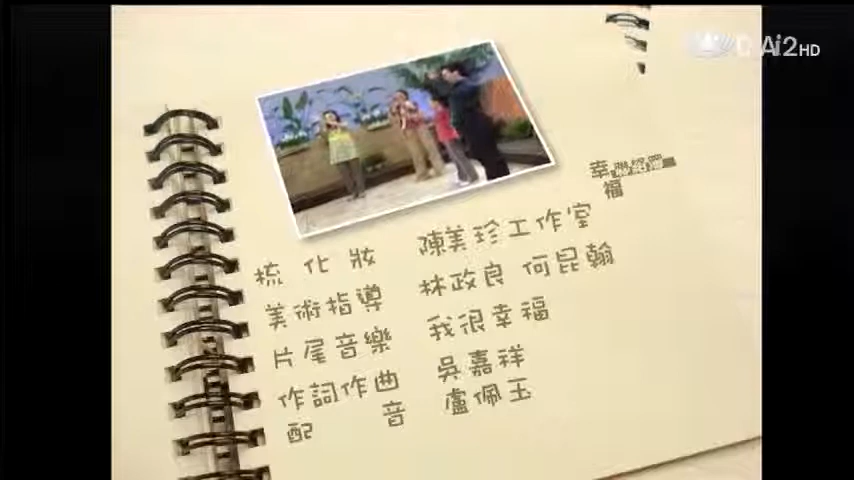 Ai2HD
幸福
梳化妝 陳美珍工作室
美術指導 林政良 何昆翰
片尾音樂 我很幸福
作詞作曲 吳嘉祥
配音 盧佩玉